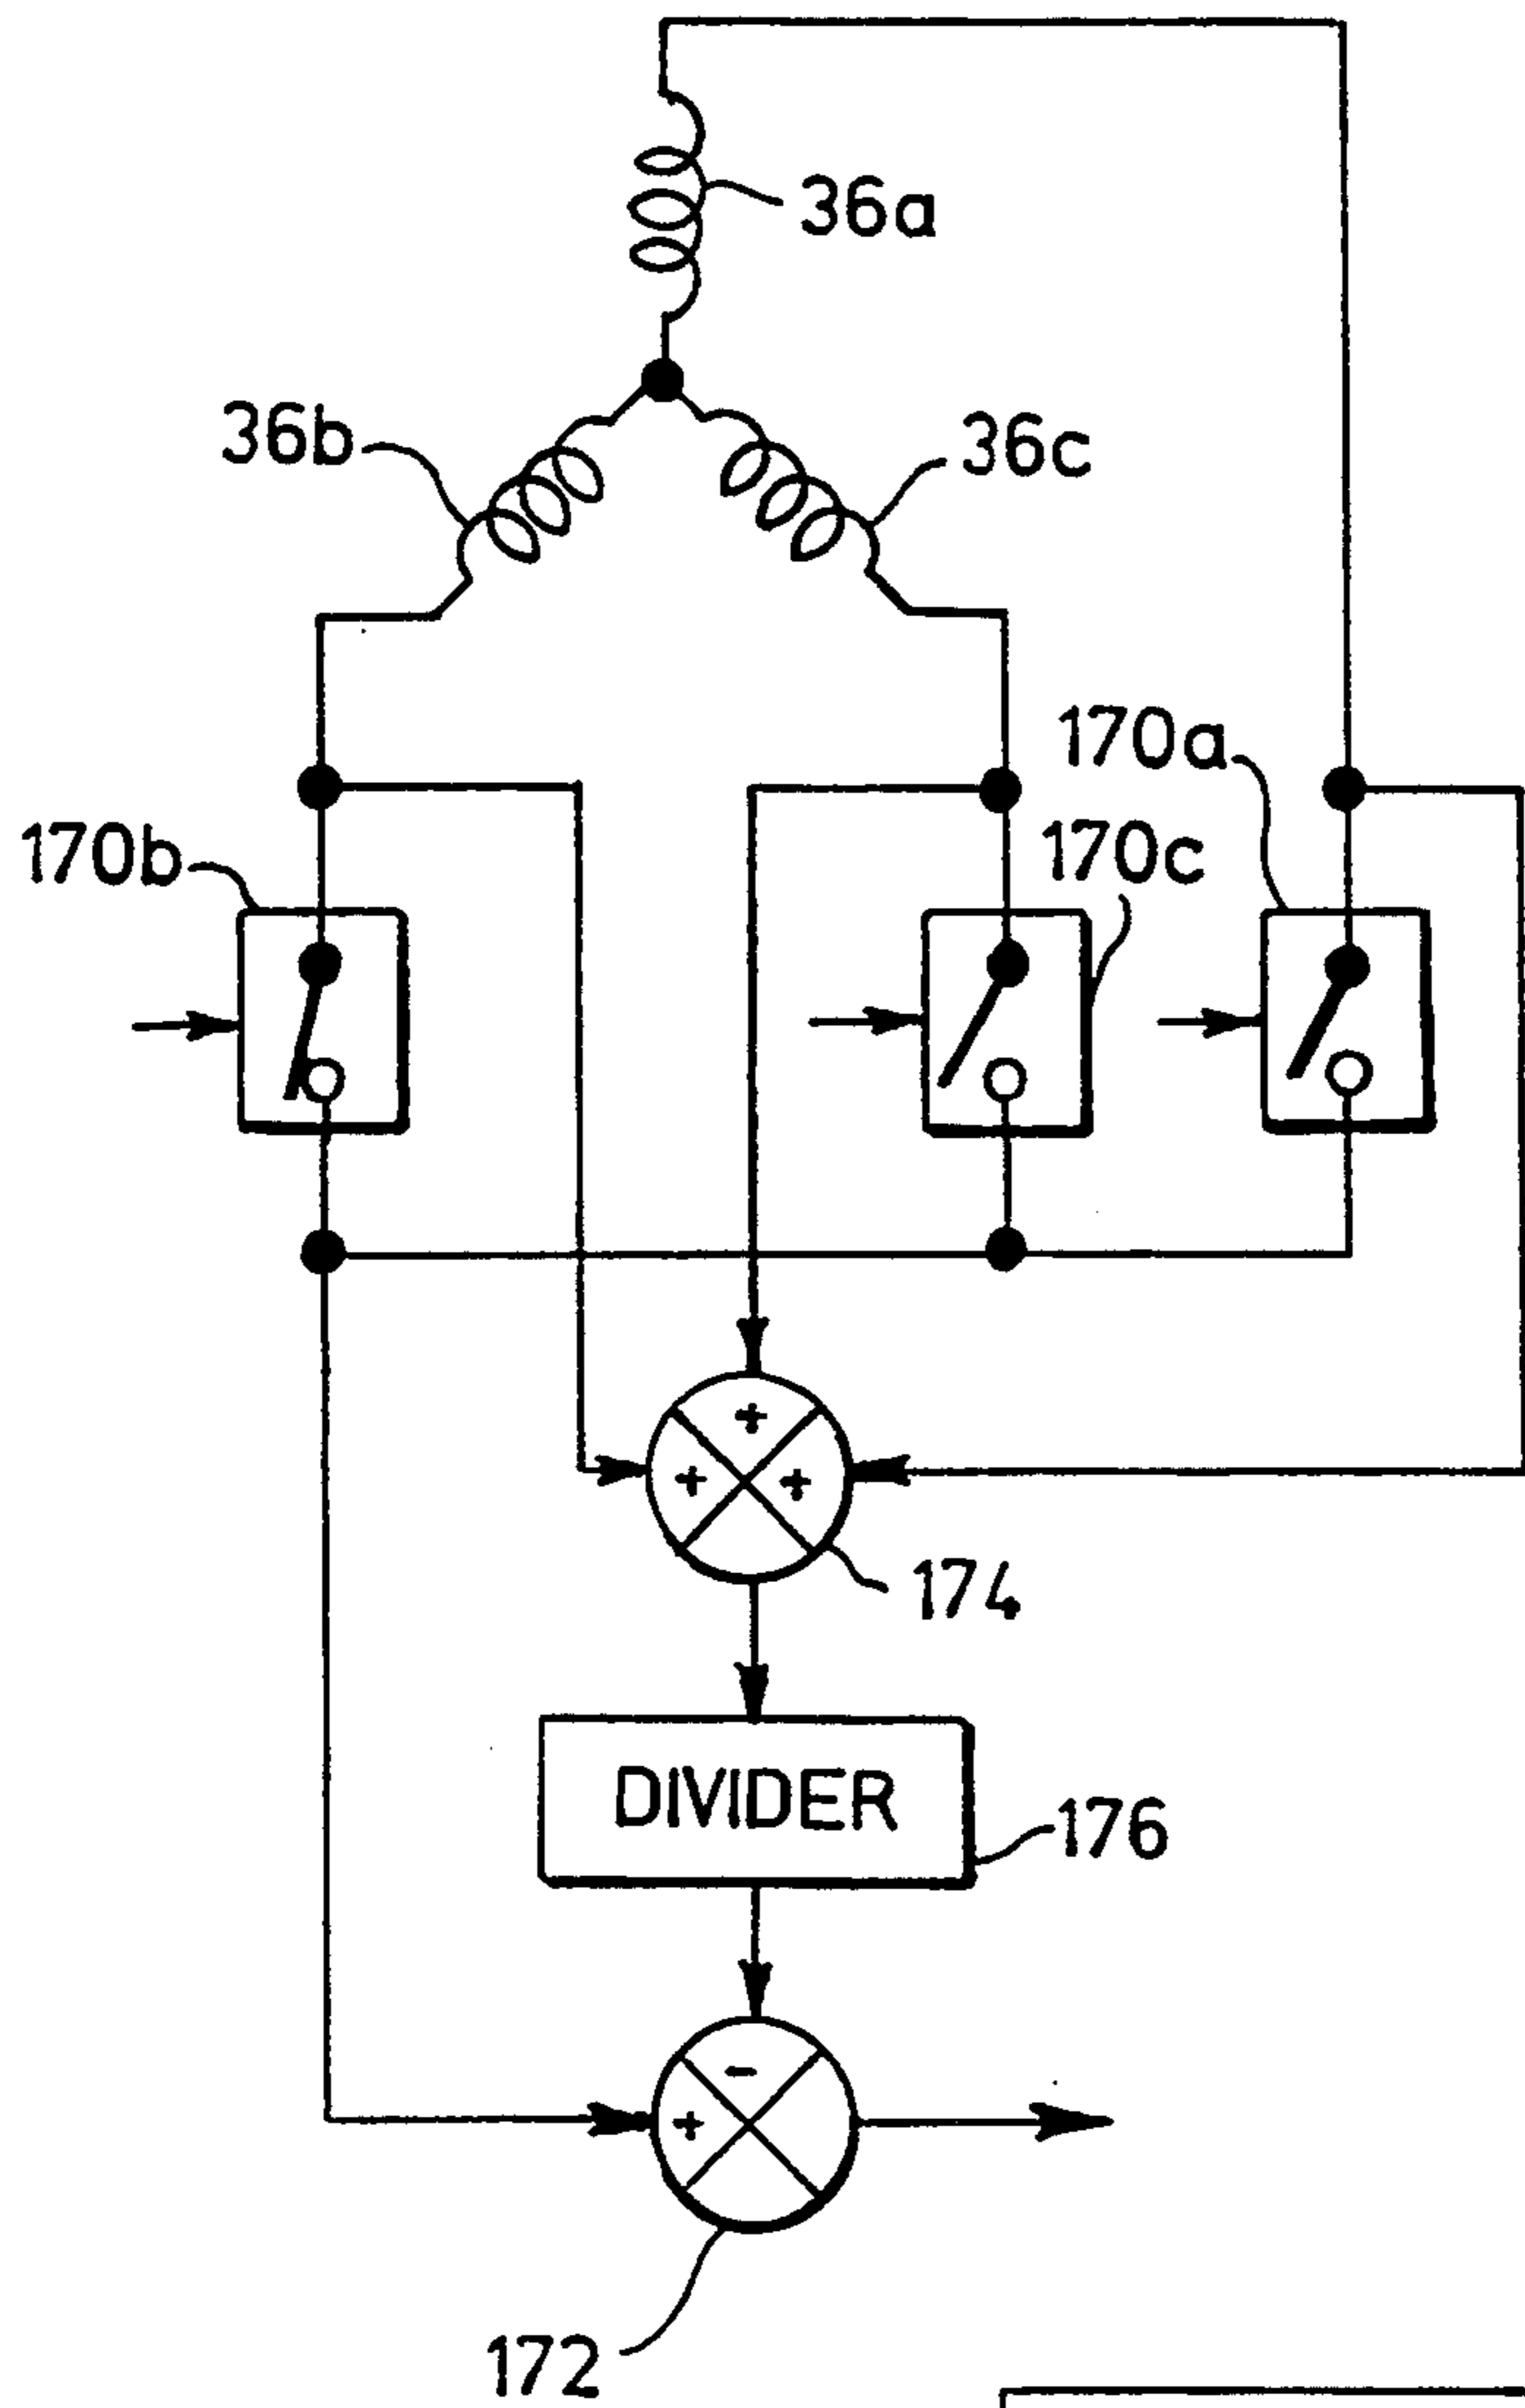 36a
36b
36c
170a
170b
170c
+
+ +
174
DIVIDER
176
-
+
172